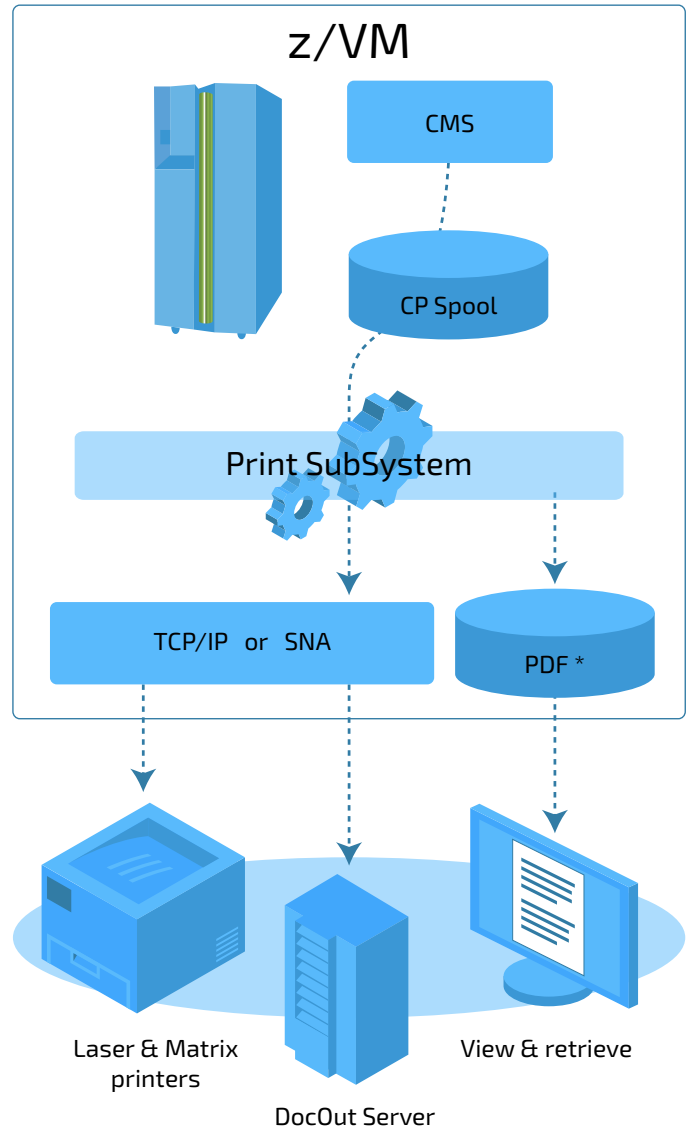 z/VM
CMS
CP Spool
Print SubSystem
TCP/IP or SNA
PDF *
Laser & Matrix
printers
View & retrieve
DocOut Server